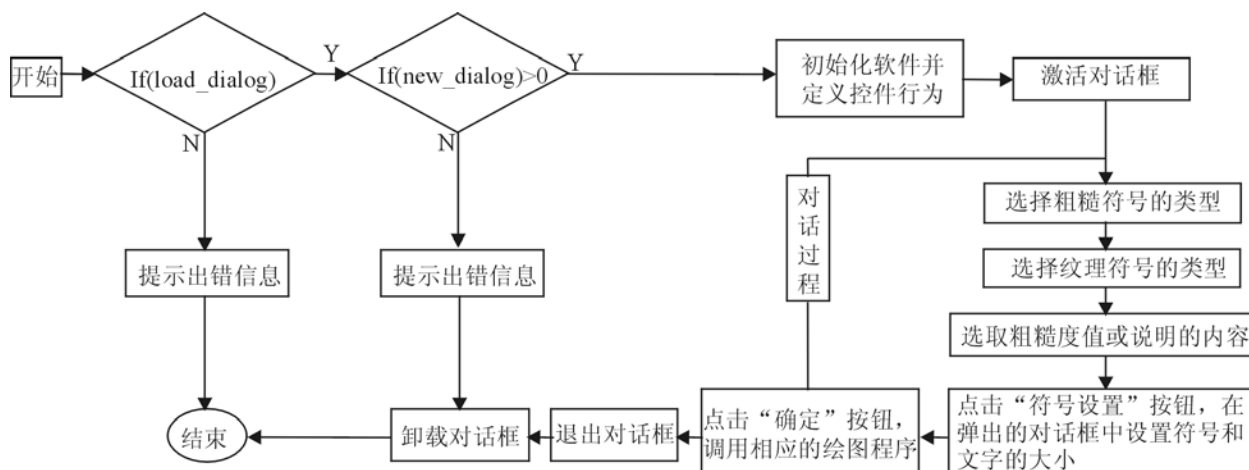 开始
If(load_dialog)
Y
If(new_dialog)>0
Y
初始化软件并
定义控件行为
激活对话框
N
N
对
话
过
程
选择粗糙符号的类型
提示出错信息
提示出错信息
选择纹理符号的类型
选取粗糙度值或说明的内容
结束
卸载对话框
退出对话框
点击“确定”按钮，
调用相应的绘图程序
点击“符号设置”按钮，在
弹出的对话框中设置符号和
文字的大小